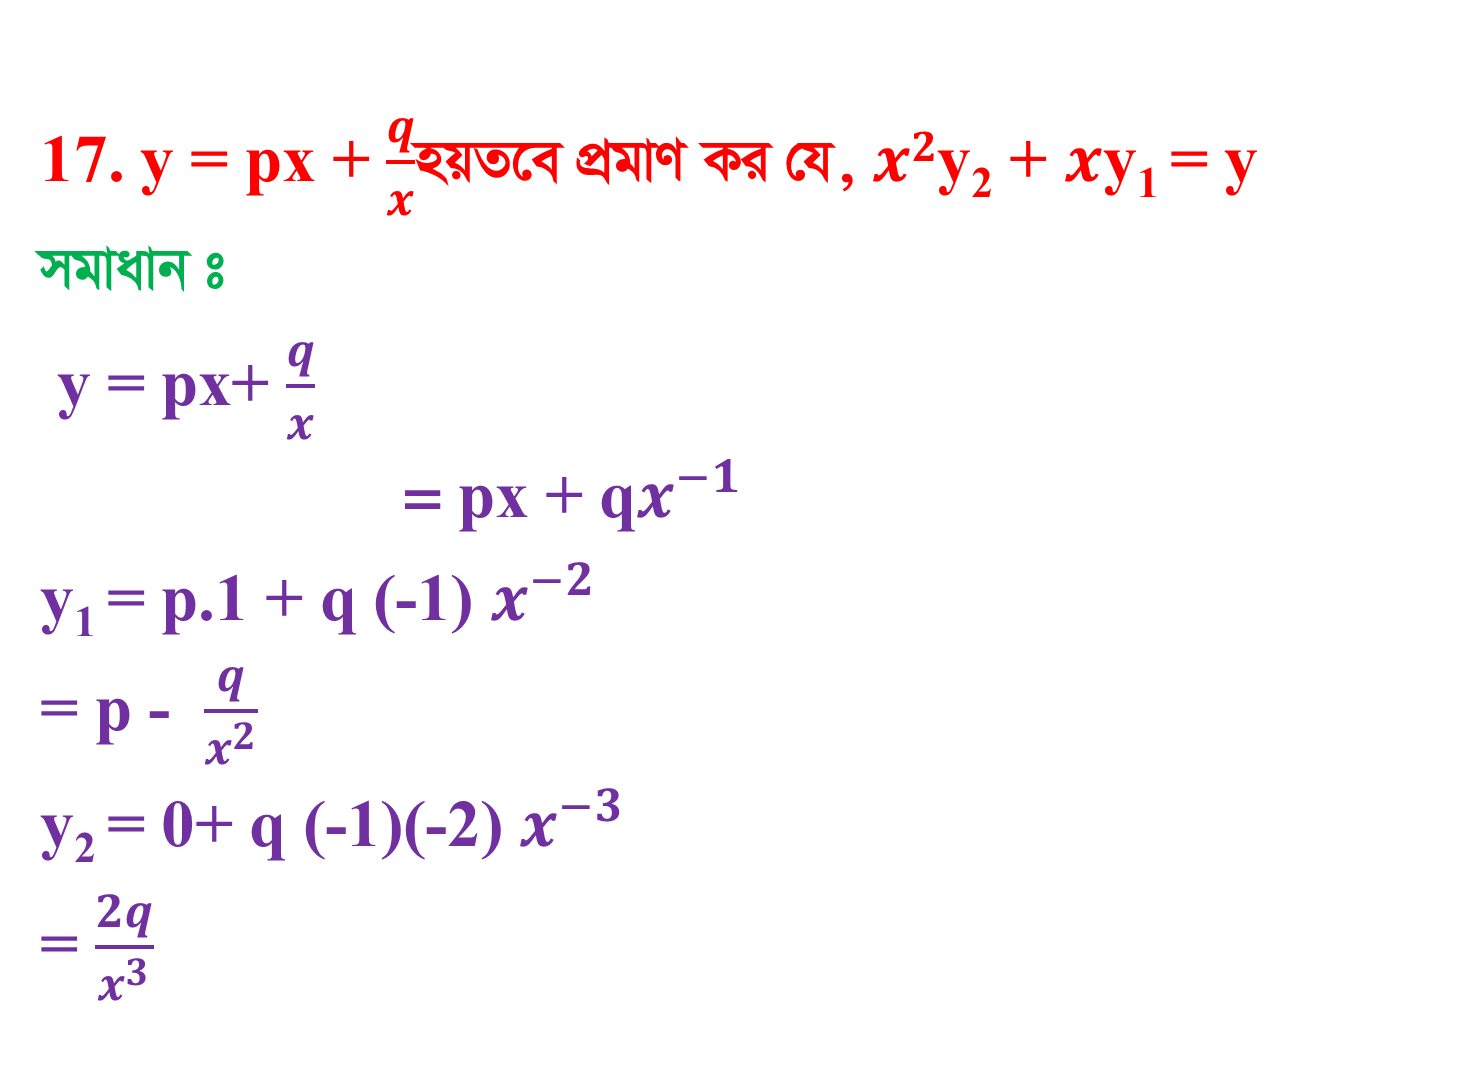 17. y = px + q/x হয়তবে প্রমাণ কর যে , x²y₂ + xy₁ = y
সমাধান ঃ
y = px+ q/x
= px + qx⁻¹
y₁ = p.1 + q (-1) x⁻²
= p - q/x²
y₂ = 0+ q (-1)(-2) x⁻³
= 2q/x³